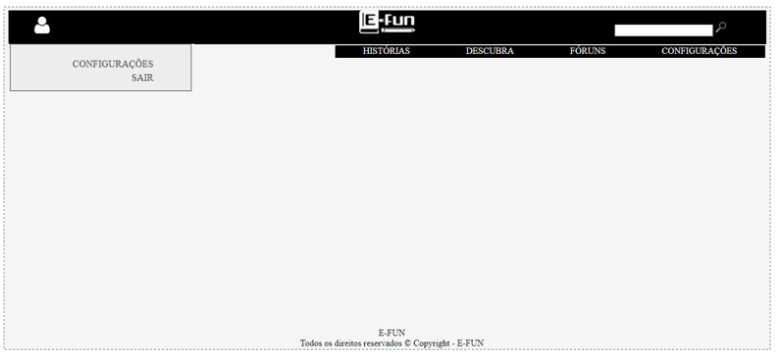 E-Fun
HISTÓRIAS DESCUBRA FÓRUNS CONFIGURAÇÕES
CONFIGURAÇÕES
SAIR
E-FUN
Todos os direitos reservados © Copyright - E-FUN